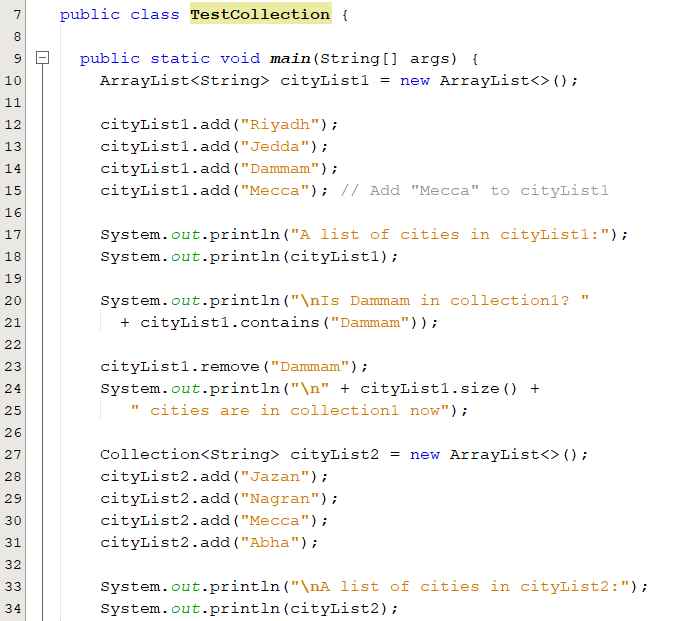 7 public class TestCollection {
8
9 public static void main(String[] args) {
10 ArrayList<String> cityList1 = new ArrayList<>();
11
12 cityList1.add("Riyadh");
13 cityList1.add("Jedda");
14 cityList1.add("Dammam");
15 cityList1.add("Mecca"); // Add "Mecca" to cityList1
16
17 System.out.println("A list of cities in cityList1:");
18 System.out.println(cityList1);
19
20 System.out.println("\nIs Dammam in collection1? "
21 + cityList1.contains("Dammam"));
22
23 cityList1.remove("Dammam");
24 System.out.println("\n" + cityList1.size() +
25 " cities are in collection1 now");
26
27 Collection<String> cityList2 = new ArrayList<>();
28 cityList2.add("Jazan");
29 cityList2.add("Nagran");
30 cityList2.add("Mecca");
31 cityList2.add("Abha");
32
33 System.out.println("\nA list of cities in cityList2:");
34 System.out.println(cityList2);